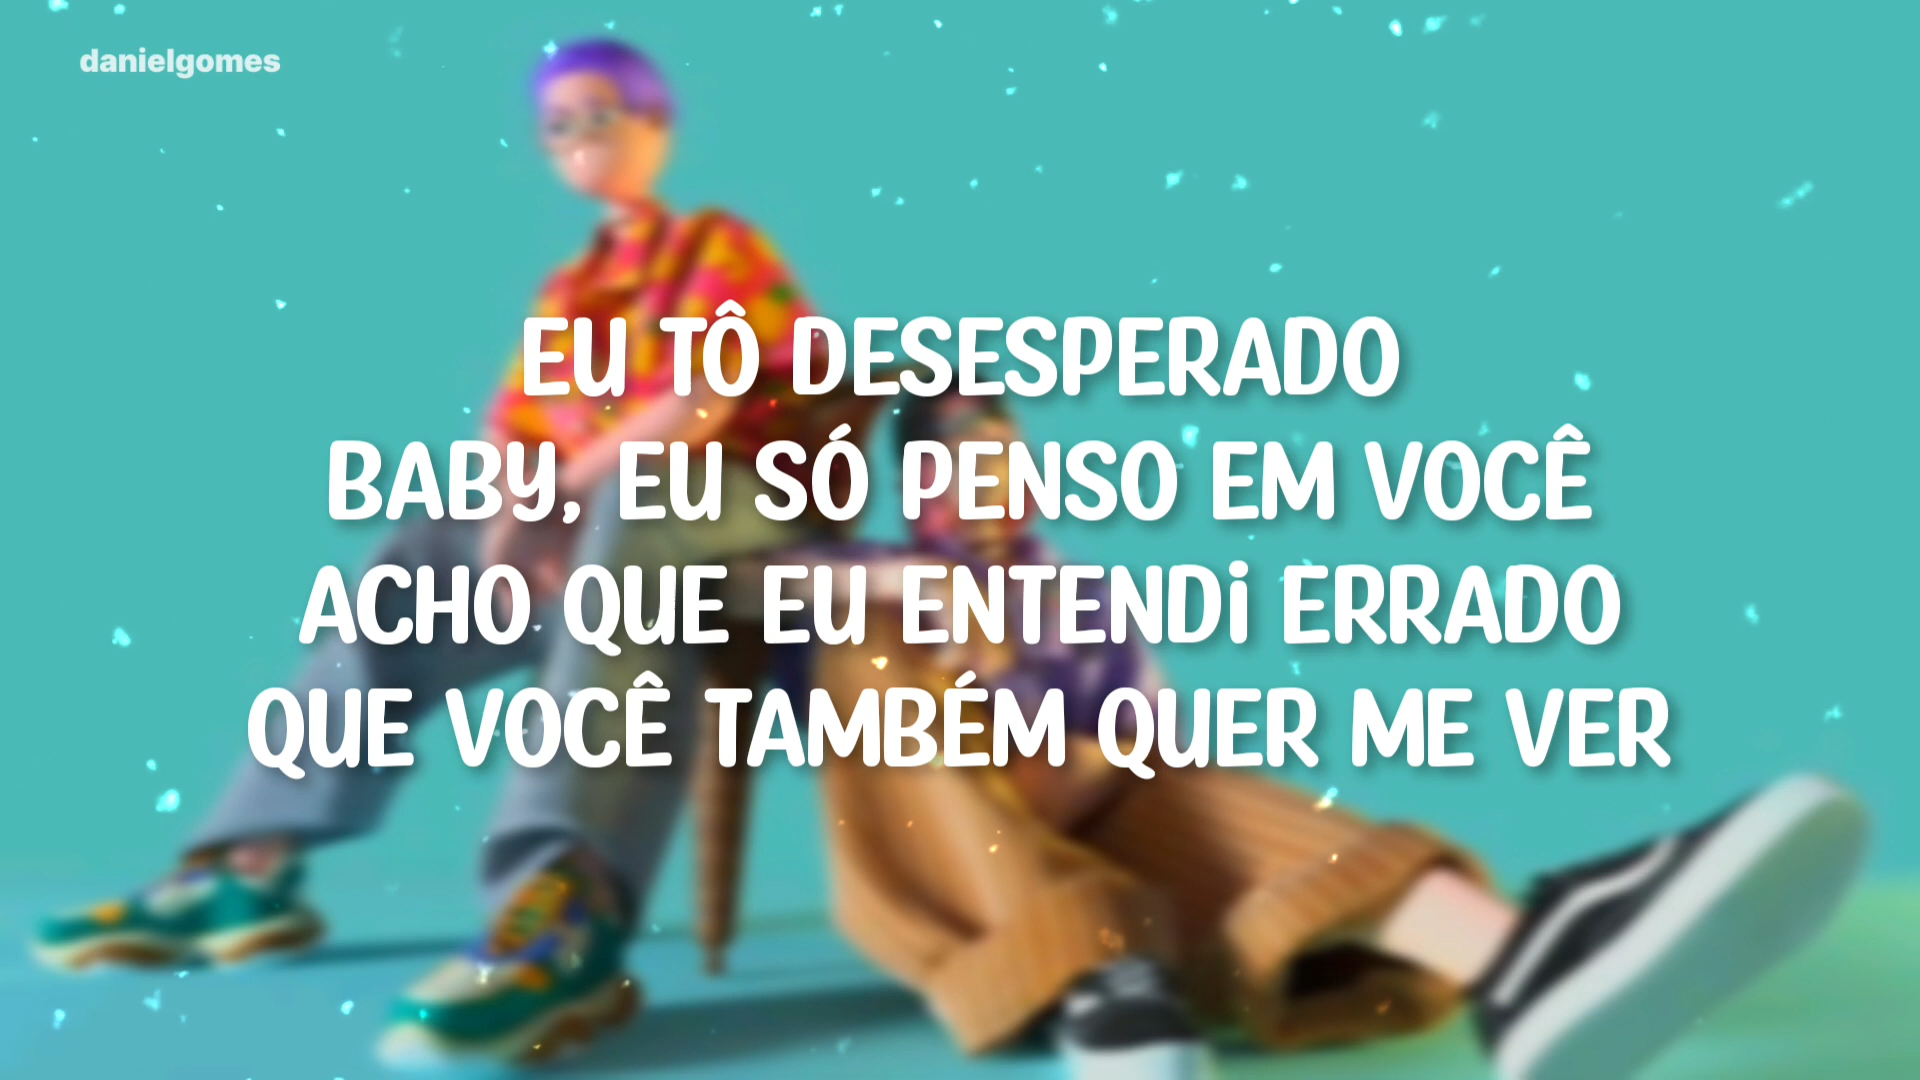 danielgomes
EU TÔ DESESPERADO
BABY, EU SÓ PENSO EM VOCÊ
ACHO QUE EU ENTENDi ERRADO
QUE VOCÊ TAMBÉM QUER ME VER